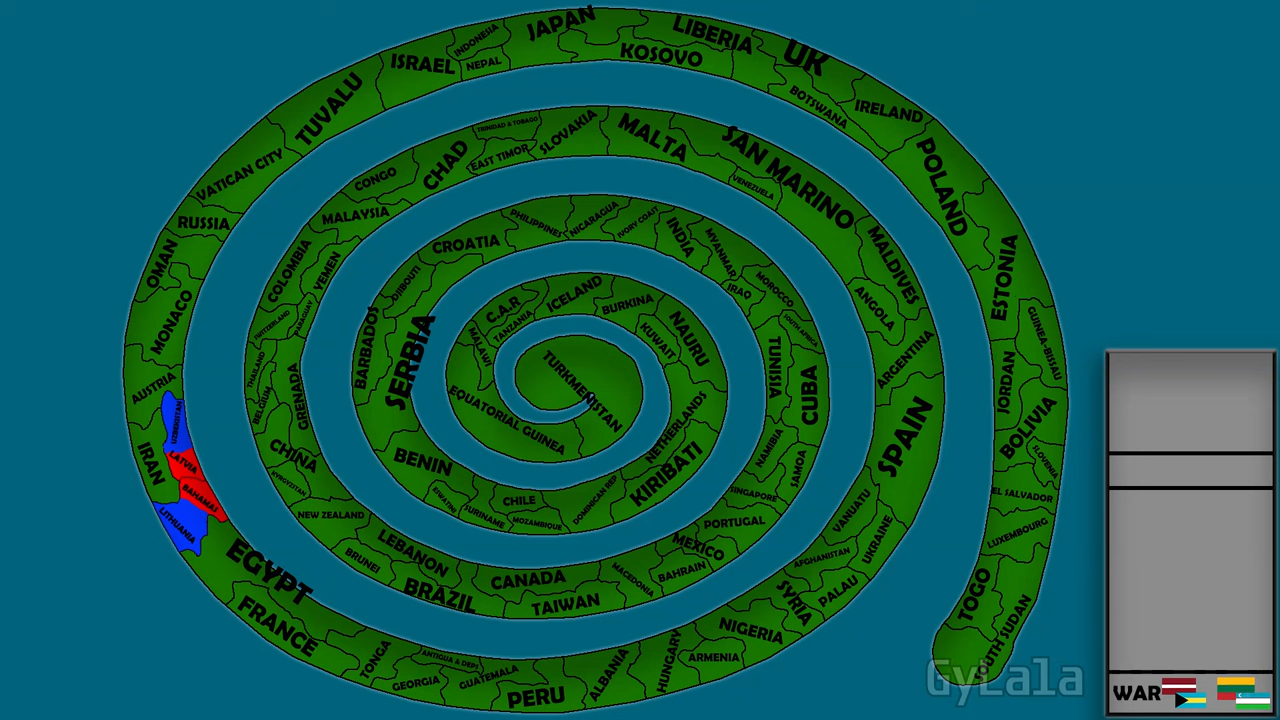 JAPAN
LIBERIA
INDONESIA
ISRAEL
NEPAL
KOSOVO
UK
BOTSWANA
IRELAND
TUVALU
POLAND
VATICAN CITY
RUSSIA
OMAN
MONACO
AUSTRIA
UZBEKISTAN
IRAN
LATVIA
BAHAMAS
LITHUANIA
EGYPT
FRANCE
TONGA
GEORGIA
ANTIGUA & DEPS
GUATEMALA
PERU
ALBANIA
HUNGARY
ARMENIA
NIGERIA
SYRIA
PALAU
AFGHANISTAN
UKRAINE
VANUATU
SPAIN
ARGENTINA
ANGOLA
MALDIVES
SAN MARINO
VENEZUELA
MALTA
SLOVAKIA
TRINIDAD & TOBAGO
EAST TIMOR
CHAD
CONGO
MALAYSIA
COLOMBIA
YEMEN
SWITZERLAND
PARAGUAY
THAILAND
BELGIUM
GRENADA
CHINA
KYRGYZSTAN
NEW ZEALAND
BRUNEI
LEBANON
BRAZIL
CANADA
TAIWAN
MACEDONIA
BAHRAIN
MEXICO
PORTUGAL
SINGAPORE
NAMIBIA
SAMOA
CUBA
TUNISIA
SOUTH AFRICA
MOROCCO
IRAQ
MYANMAR
INDIA
IVORY COAST
NICARAGUA
PHILIPPINES
CROATIA
DJIBOUTI
BARBADOS
SERBIA
BENIN
ESWATINI
SURINAME
CHILE
MOZAMBIQUE
DOMINICAN REP
KIRIBATI
NETHERLANDS
NAURU
KUWAIT
BURKINA
ICELAND
C.A.R
TANZANIA
MALAWI
EQUATORIAL GUINEA
TURKMENISTAN
ESTONIA
GUINEA-BISSAU
JORDAN
BOLIVIA
SLOVENIA
EL SALVADOR
LUXEMBOURG
TOGO
SOUTH SUDAN
GyLala
WAR